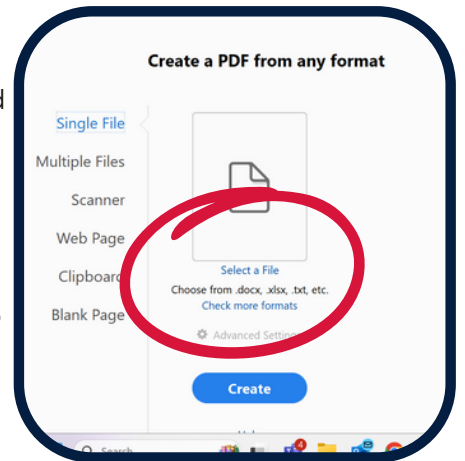 Create a PDF from any format
Single File
Multiple Files
Scanner
Web Page
Clipboard
Blank Page
Select a File
Choose from .docx, .xlsx, .txt, etc.
Check more formats
Advanced Settings
Create
Search